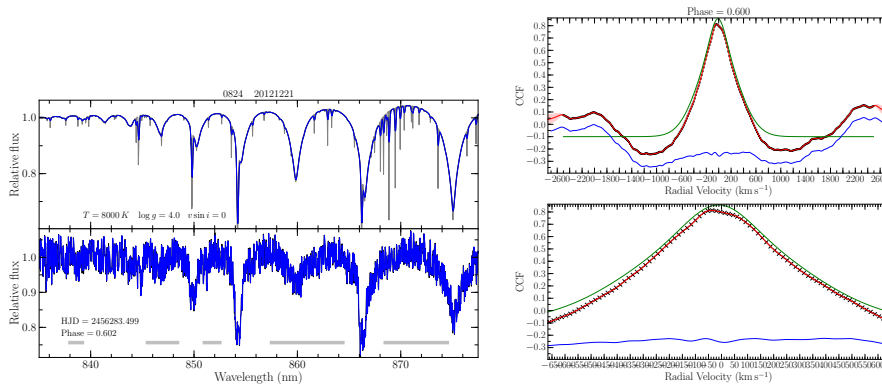 0824 20121221
Relative flux
1.0
0.8
T = 8000 K log g = 4.0 v sin i = 0
Relative flux
1.0
0.9
0.8
HJD = 2456283.499
Phase = 0.602
840 850 860 870
Wavelength (nm)
Phase = 0.600
CCF
0.8
0.7
0.6
0.5
0.4
0.3
0.2
0.1
0.0
−0.1
−0.2
−0.3
−2600 −2200 −1800 −1400 −1000 −600 −200 200 600 1000 1400 1800 2200 260
Radial Velocity (km s⁻¹)
CCF
0.8
0.7
0.6
0.5
0.4
0.3
0.2
0.1
0.0
−0.1
−0.2
−0.3
Radial Velocity (km s⁻¹)